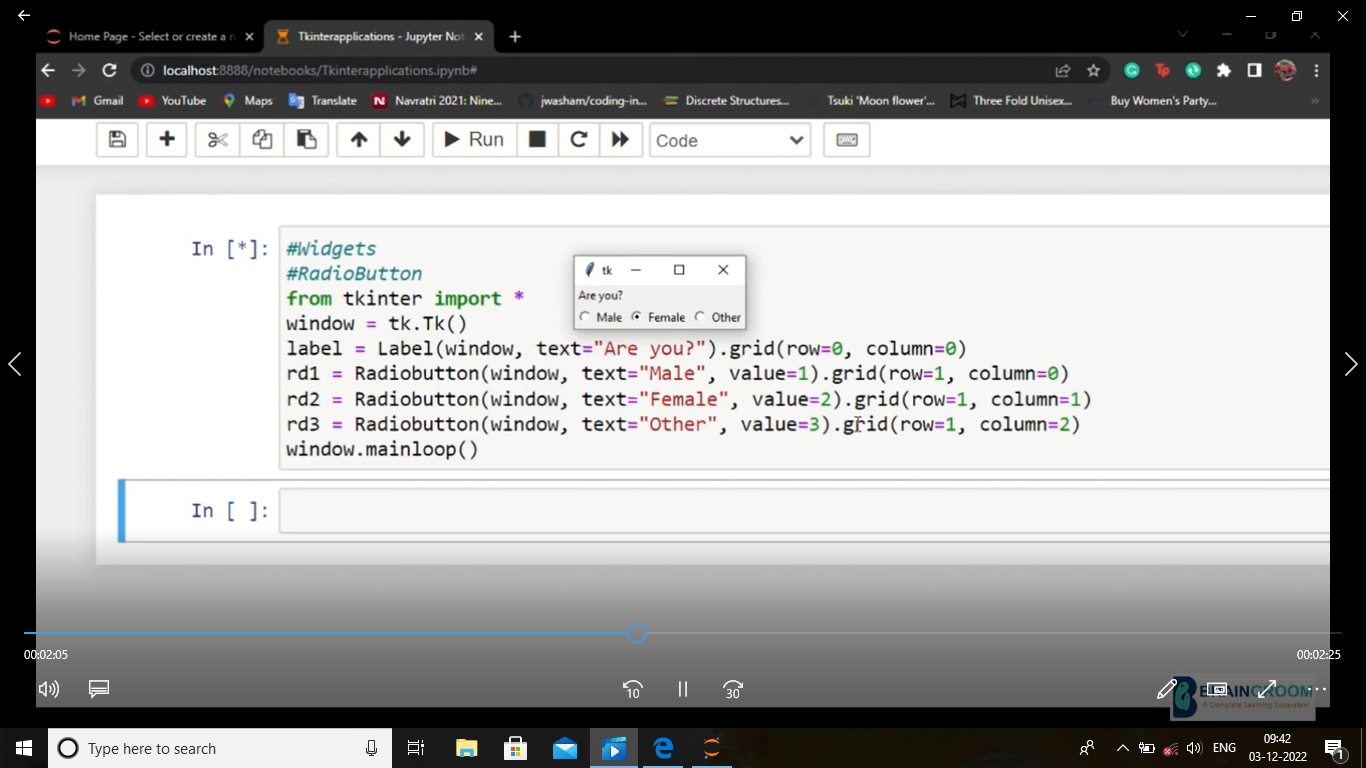 Home Page - Select or create a n
Tkinterapplications - Jupyter Not
localhost:8888/notebooks/Tkinterapplications.ipynb#
Gmail YouTube Maps Translate Navratri 2021: Nine... jwasham/coding-in... Discrete Structures... Tsuki 'Moon flower'... Three Fold Unisex... Buy Women's Party...
Run Code
In [*]:
#Widgets
#RadioButton
from tkinter import *
window = tk.Tk()
label = Label(window, text="Are you?").grid(row=0, column=0)
rd1 = Radiobutton(window, text="Male", value=1).grid(row=1, column=0)
rd2 = Radiobutton(window, text="Female", value=2).grid(row=1, column=1)
rd3 = Radiobutton(window, text="Other", value=3).grid(row=1, column=2)
window.mainloop()
tk
Are you?
Male Female Other
In [ ]:
00:02:05
00:02:25
10
30
A Complete Learning Ecosystem
Type here to search
ENG
09:42
03-12-2022
1